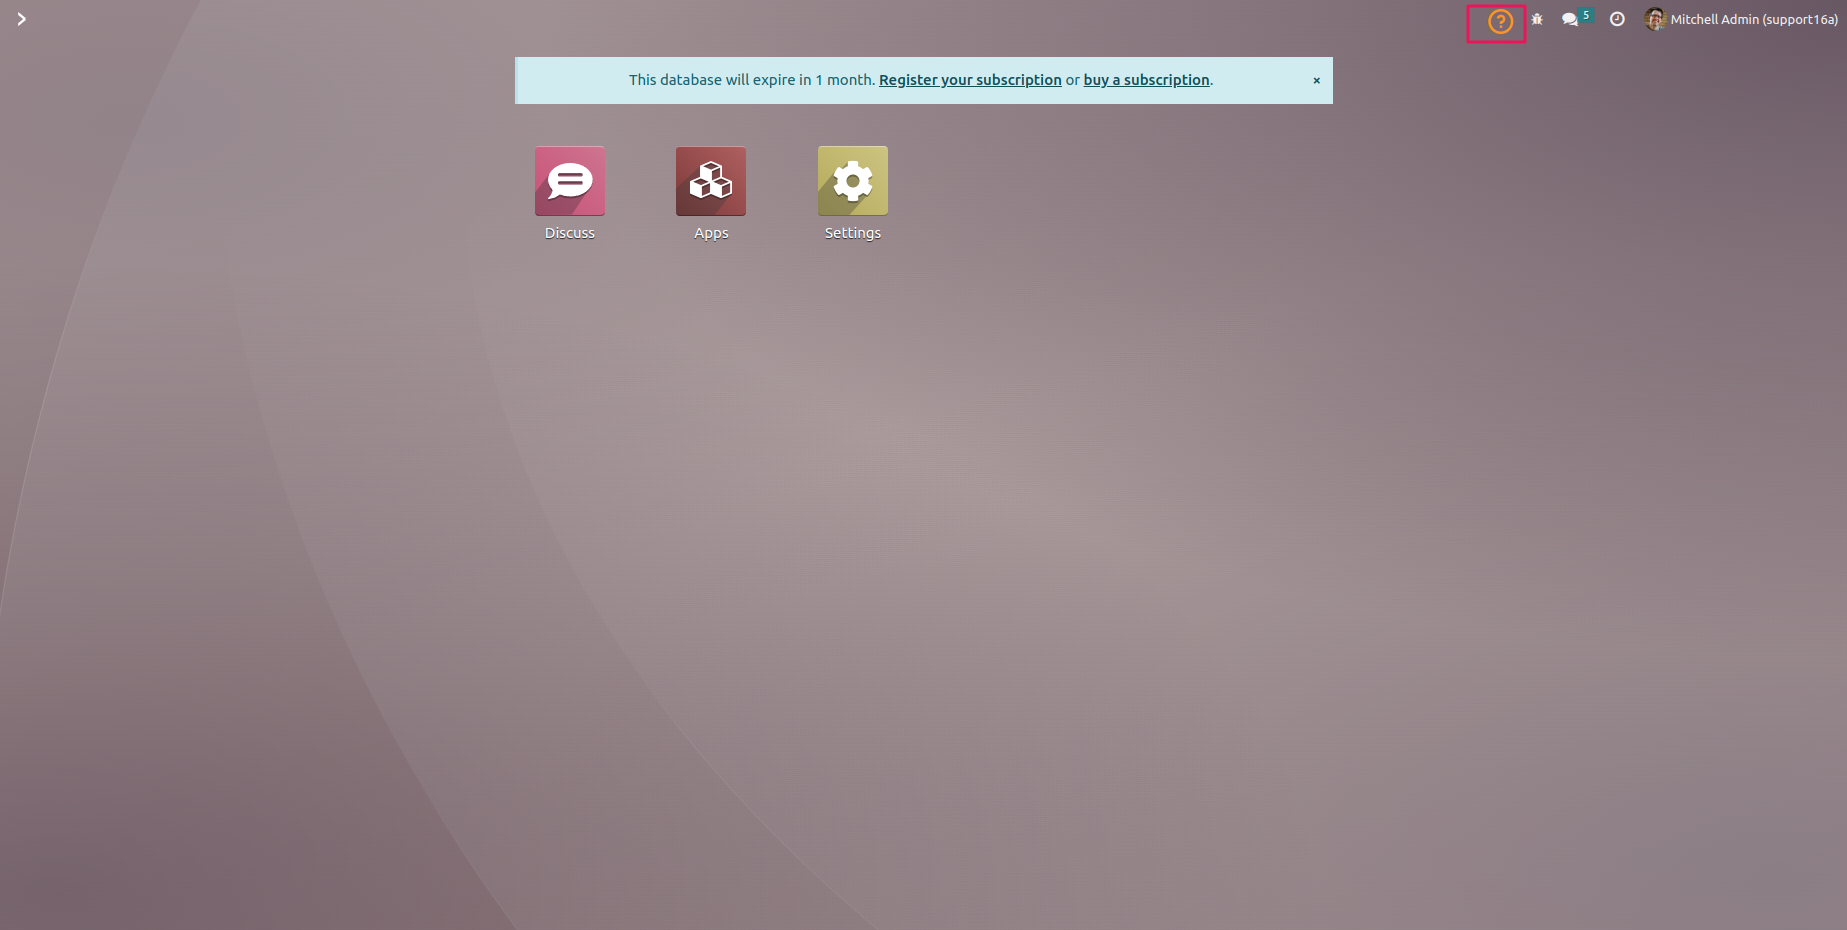 ? 5 Mitchell Admin (support16a)
This database will expire in 1 month. Register your subscription or buy a subscription. ×
Discuss Apps Settings